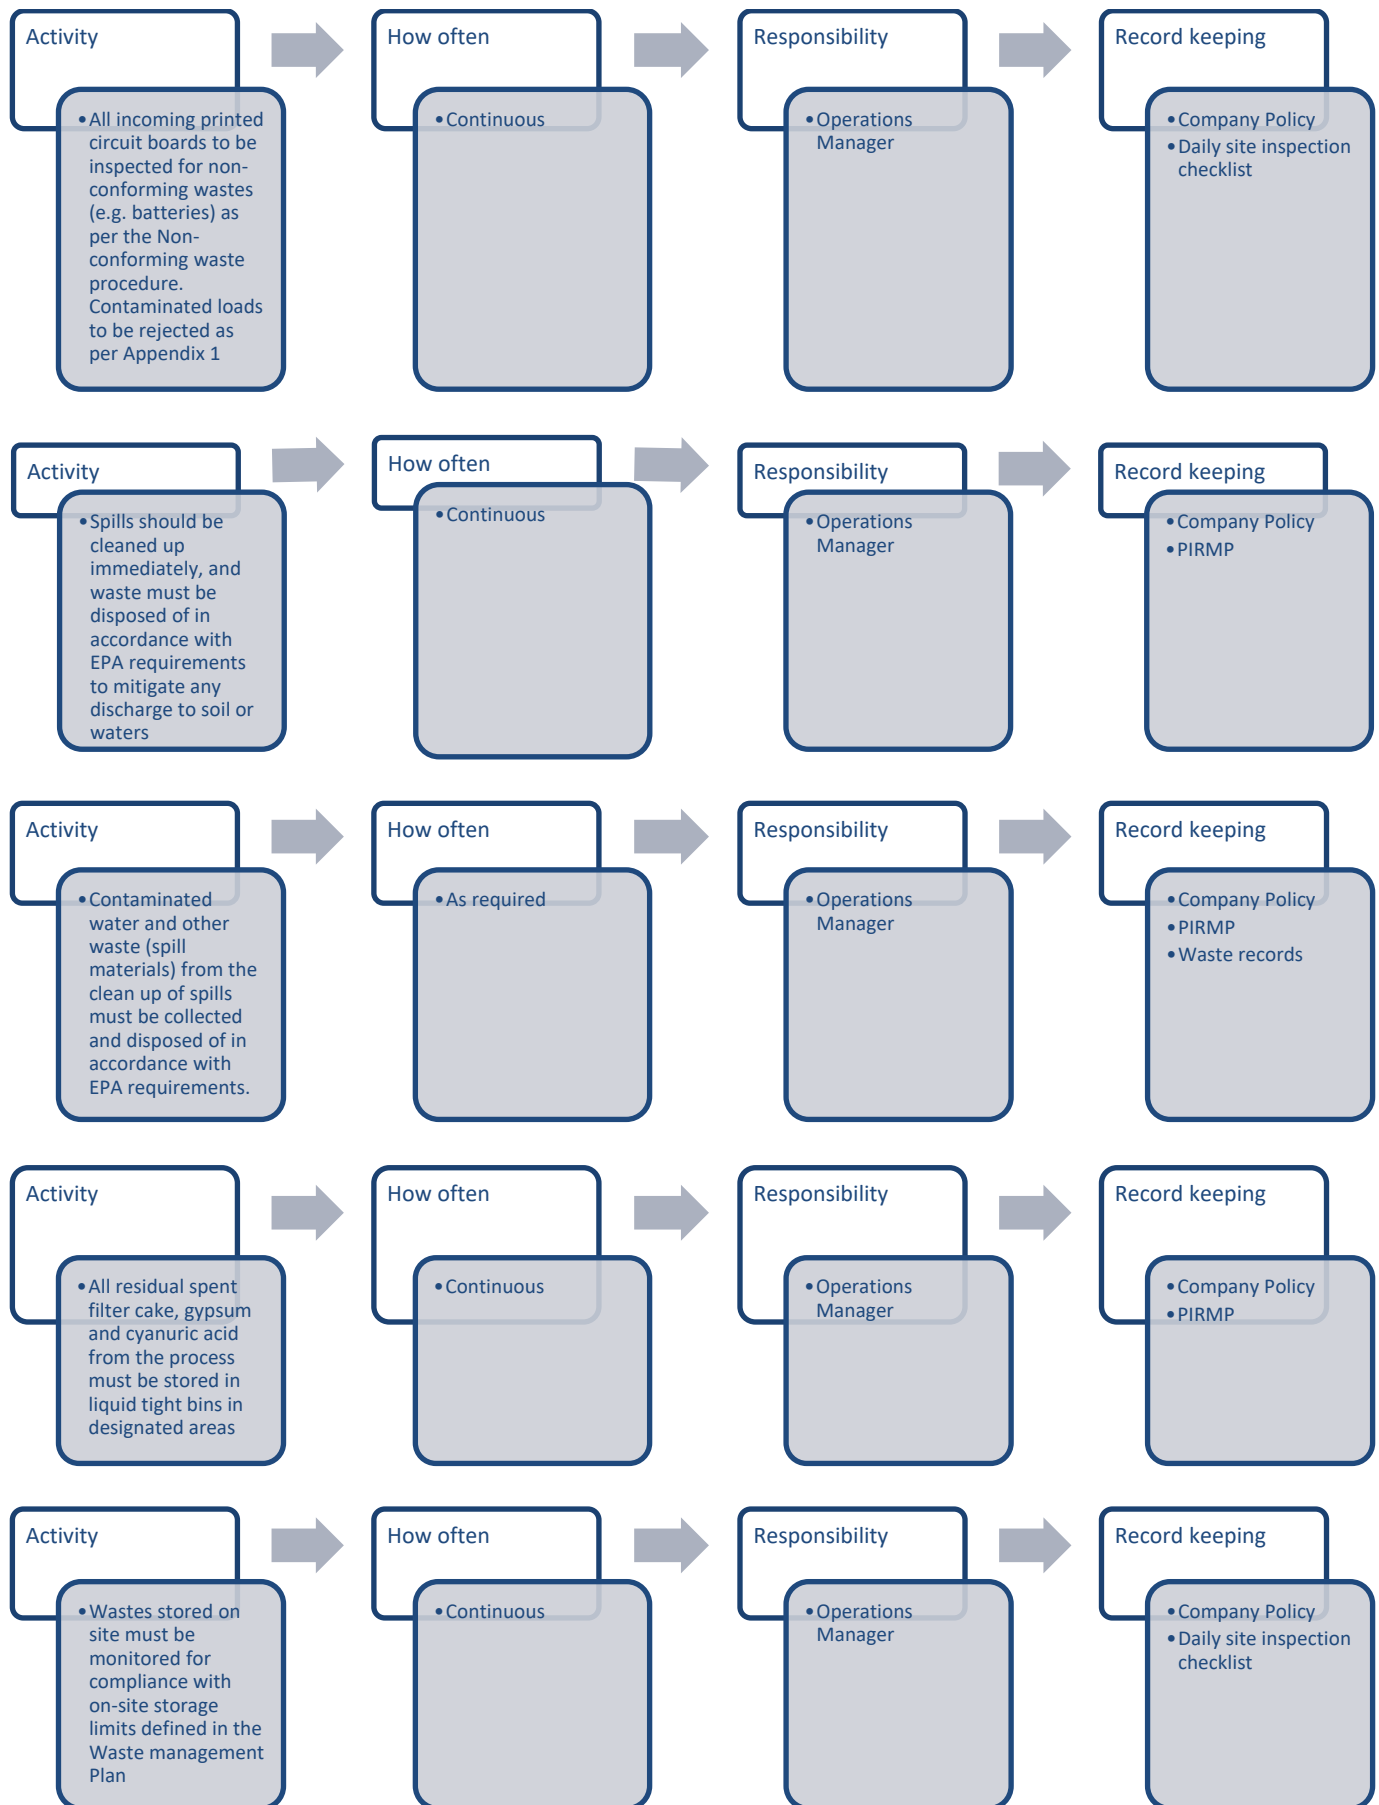 Activity
• All incoming printed
circuit boards to be
inspected for non-
conforming wastes
(e.g. batteries) as
per the Non-
conforming waste
procedure.
Contaminated loads
to be rejected as
per Appendix 1
How often
• Continuous
Responsibility
• Operations
Manager
Record keeping
• Company Policy
• Daily site inspection
checklist
Activity
• Spills should be
cleaned up
immediately, and
waste must be
disposed of in
accordance with
EPA requirements
to mitigate any
discharge to soil or
waters
How often
• Continuous
Responsibility
• Operations
Manager
Record keeping
• Company Policy
• PIRMP
Activity
• Contaminated
water and other
waste (spill
materials) from the
clean up of spills
must be collected
and disposed of in
accordance with
EPA requirements.
How often
• As required
Responsibility
• Operations
Manager
Record keeping
• Company Policy
• PIRMP
• Waste records
Activity
• All residual spent
filter cake, gypsum
and cyanuric acid
from the process
must be stored in
liquid tight bins in
designated areas
How often
• Continuous
Responsibility
• Operations
Manager
Record keeping
• Company Policy
• PIRMP
Activity
• Wastes stored on
site must be
monitored for
compliance with
on-site storage
limits defined in the
Waste management
Plan
How often
• Continuous
Responsibility
• Operations
Manager
Record keeping
• Company Policy
• Daily site inspection
checklist